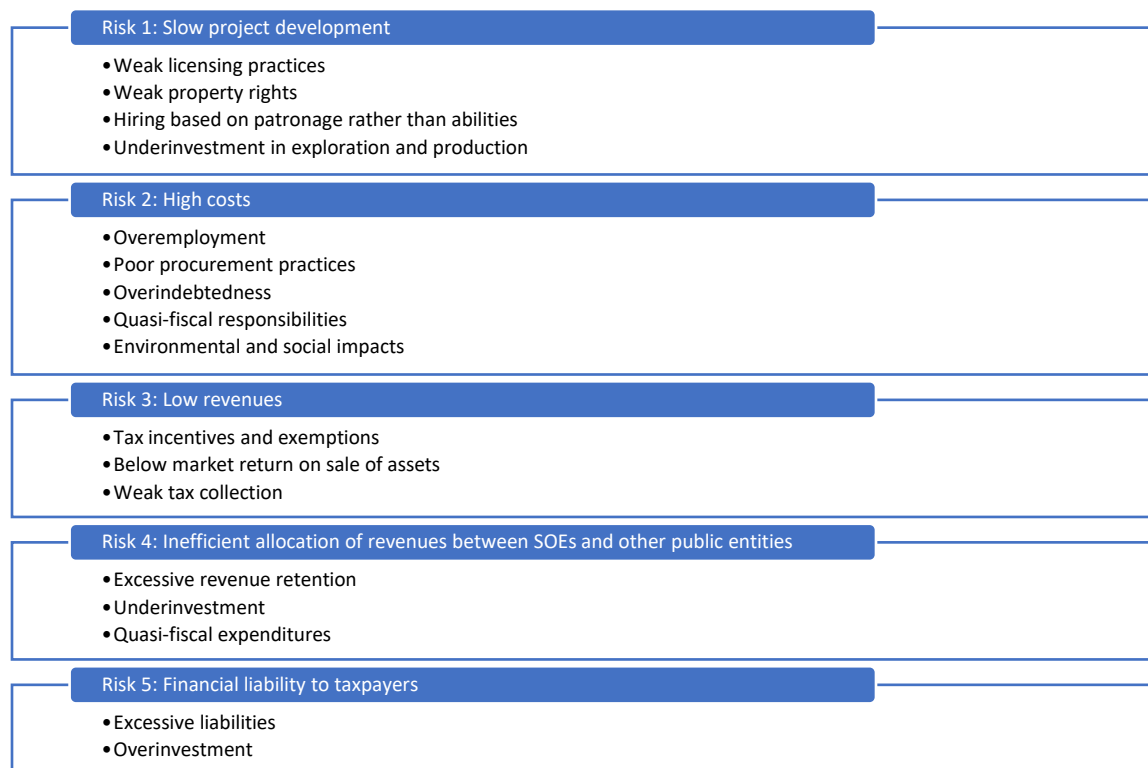 Risk 1: Slow project development
•Weak licensing practices
•Weak property rights
•Hiring based on patronage rather than abilities
•Underinvestment in exploration and production
Risk 2: High costs
•Overemployment
•Poor procurement practices
•Overindebtedness
•Quasi-fiscal responsibilities
•Environmental and social impacts
Risk 3: Low revenues
•Tax incentives and exemptions
•Below market return on sale of assets
•Weak tax collection
Risk 4: Inefficient allocation of revenues between SOEs and other public entities
•Excessive revenue retention
•Underinvestment
•Quasi-fiscal expenditures
Risk 5: Financial liability to taxpayers
•Excessive liabilities
•Overinvestment